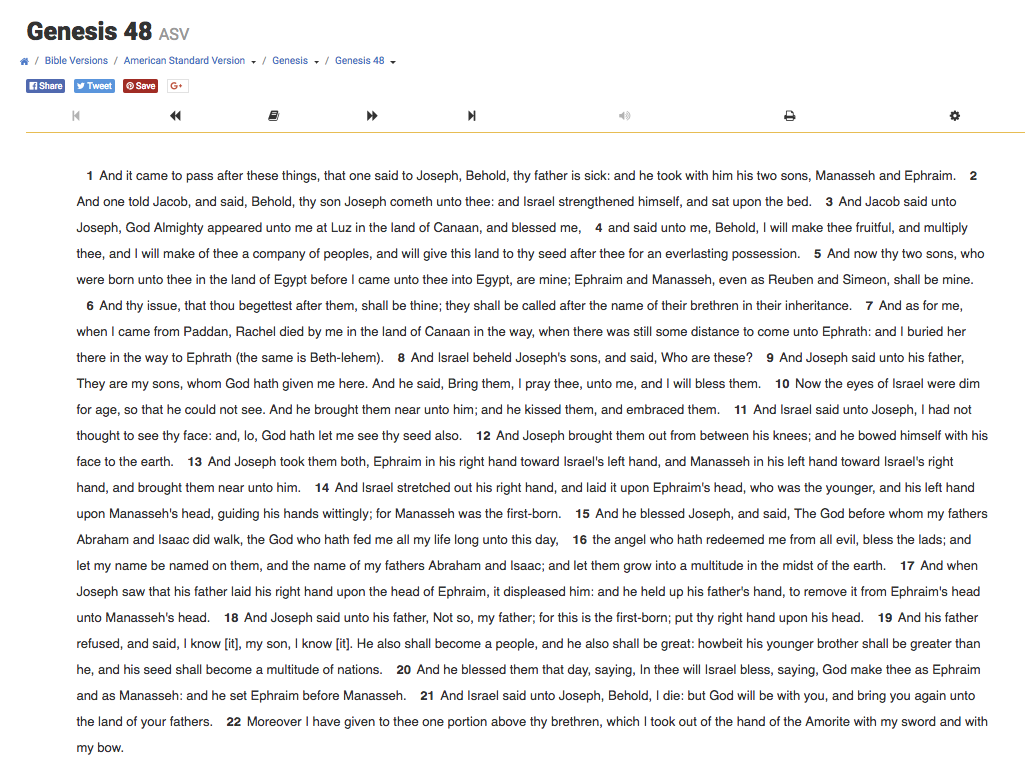 Genesis 48 ASV
/ Bible Versions / American Standard Version / Genesis / Genesis 48
Share Tweet Save G+
1 And it came to pass after these things, that one said to Joseph, Behold, thy father is sick: and he took with him his two sons, Manasseh and Ephraim. 2
And one told Jacob, and said, Behold, thy son Joseph cometh unto thee: and Israel strengthened himself, and sat upon the bed. 3 And Jacob said unto
Joseph, God Almighty appeared unto me at Luz in the land of Canaan, and blessed me, 4 and said unto me, Behold, I will make thee fruitful, and multiply
thee, and I will make of thee a company of peoples, and will give this land to thy seed after thee for an everlasting possession. 5 And now thy two sons, who
were born unto thee in the land of Egypt before I came unto thee into Egypt, are mine; Ephraim and Manasseh, even as Reuben and Simeon, shall be mine.
6 And thy issue, that thou begettest after them, shall be thine; they shall be called after the name of their brethren in their inheritance. 7 And as for me,
when I came from Paddan, Rachel died by me in the land of Canaan in the way, when there was still some distance to come unto Ephrath: and I buried her
there in the way to Ephrath (the same is Beth-lehem). 8 And Israel beheld Joseph's sons, and said, Who are these? 9 And Joseph said unto his father,
They are my sons, whom God hath given me here. And he said, Bring them, I pray thee, unto me, and I will bless them. 10 Now the eyes of Israel were dim
for age, so that he could not see. And he brought them near unto him; and he kissed them, and embraced them. 11 And Israel said unto Joseph, I had not
thought to see thy face: and, lo, God hath let me see thy seed also. 12 And Joseph brought them out from between his knees; and he bowed himself with his
face to the earth. 13 And Joseph took them both, Ephraim in his right hand toward Israel's left hand, and Manasseh in his left hand toward Israel's right
hand, and brought them near unto him. 14 And Israel stretched out his right hand, and laid it upon Ephraim's head, who was the younger, and his left hand
upon Manasseh's head, guiding his hands wittingly; for Manasseh was the first-born. 15 And he blessed Joseph, and said, The God before whom my fathers
Abraham and Isaac did walk, the God who hath fed me all my life long unto this day, 16 the angel who hath redeemed me from all evil, bless the lads; and
let my name be named on them, and the name of my fathers Abraham and Isaac; and let them grow into a multitude in the midst of the earth. 17 And when
Joseph saw that his father laid his right hand upon the head of Ephraim, it displeased him: and he held up his father's hand, to remove it from Ephraim's head
unto Manasseh's head. 18 And Joseph said unto his father, Not so, my father; for this is the first-born; put thy right hand upon his head. 19 And his father
refused, and said, I know [it], my son, I know [it]. He also shall become a people, and he also shall be great: howbeit his younger brother shall be greater than
he, and his seed shall become a multitude of nations. 20 And he blessed them that day, saying, In thee will Israel bless, saying, God make thee as Ephraim
and as Manasseh: and he set Ephraim before Manasseh. 21 And Israel said unto Joseph, Behold, I die: but God will be with you, and bring you again unto
the land of your fathers. 22 Moreover I have given to thee one portion above thy brethren, which I took out of the hand of the Amorite with my sword and with
my bow.